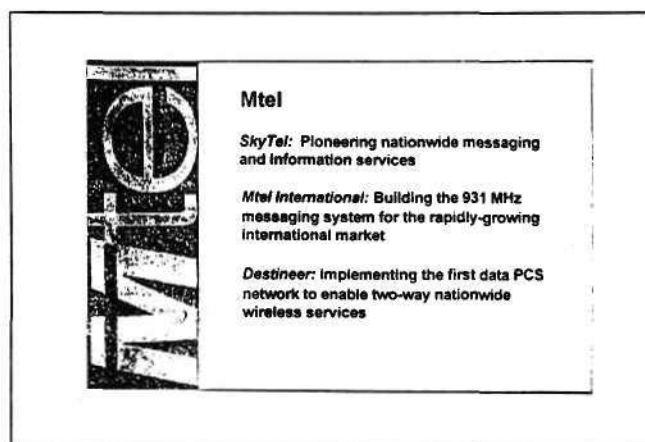 Mtel
Mtel
SkyTel: Pioneering nationwide messaging
and information services
Mtel International: Building the 931 MHz
messaging system for the rapidly-growing
international market
Destineer: Implementing the first data PCS
network to enable two-way nationwide
wireless services